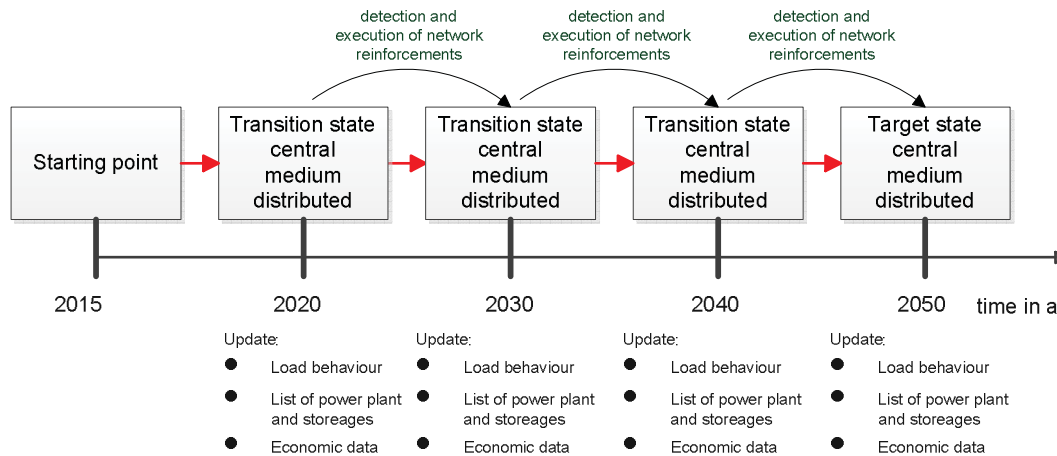 detection and
execution of network
reinforcements
detection and
execution of network
reinforcements
detection and
execution of network
reinforcements
Starting point
Transition state
central
medium
distributed
Transition state
central
medium
distributed
Transition state
central
medium
distributed
Target state
central
medium
distributed
2015
2020
2030
2040
2050
time in a
Update:
● Load behaviour
● List of power plant
and storeages
● Economic data
Update:
● Load behaviour
● List of power plant
and storeages
● Economic data
Update:
● Load behaviour
● List of power plant
and storeages
● Economic data
Update:
● Load behaviour
● List of power plant
and storeages
● Economic data